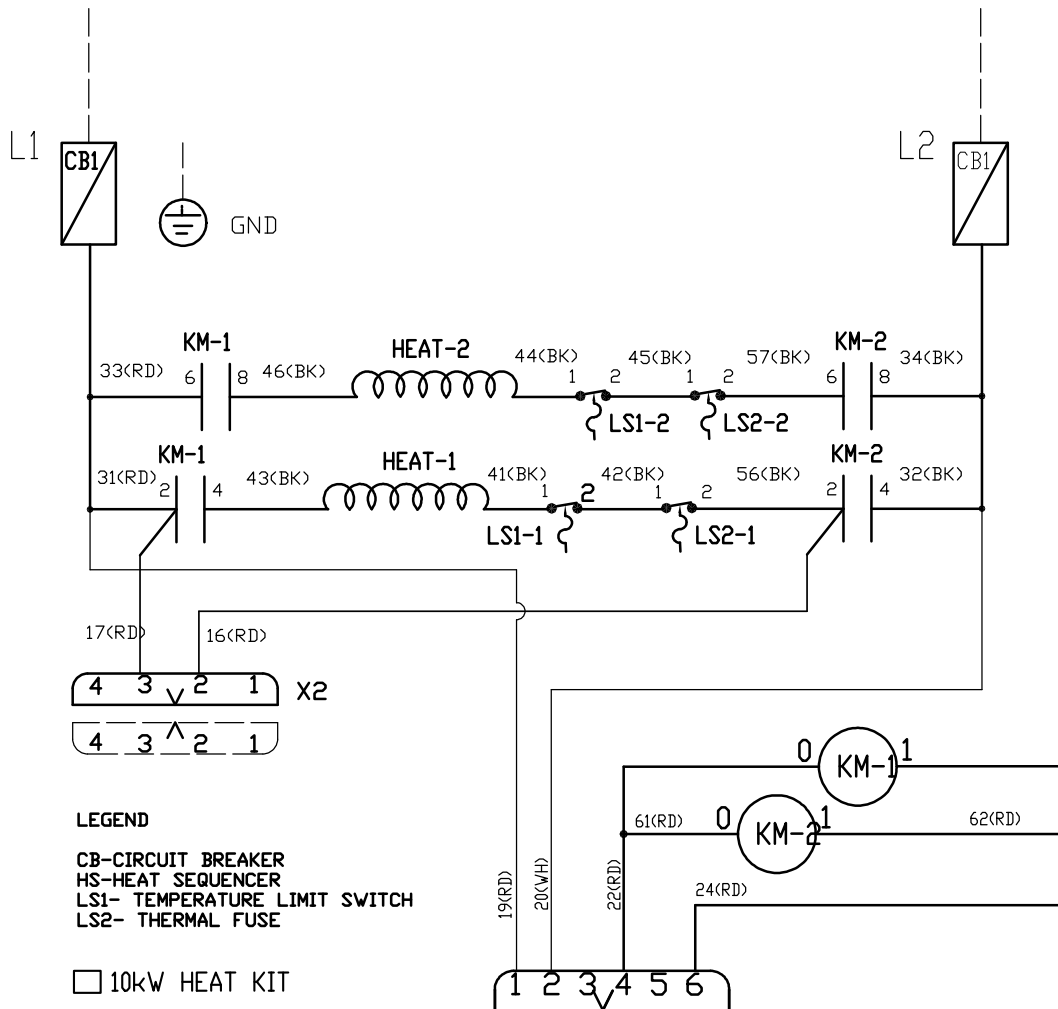 L1
CB1
GND
L2
CB1
KM-1
HEAT-2
44(BK)
45(BK)
57(BK)
KM-2
34(BK)
33(RD)
6
8
46(BK)
1
2
1
2
6
8
LS1-2
LS2-2
KM-1
HEAT-1
41(BK)
42(BK)
56(BK)
KM-2
32(BK)
31(RD)
2
4
43(BK)
1
2
1
2
2
4
LS1-1
LS2-1
17(RD)
16(RD)
4 3 2 1
X2
4 3 2 1
0
KM-1
1
61(RD)
0
KM-2
1
62(RD)
LEGEND
CB-CIRCUIT BREAKER
HS-HEAT SEQUENCER
LS1- TEMPERATURE LIMIT SWITCH
LS2- THERMAL FUSE
19(RD)
20(WH)
22(RD)
24(RD)
10kW HEAT KIT
1 2 3 4 5 6